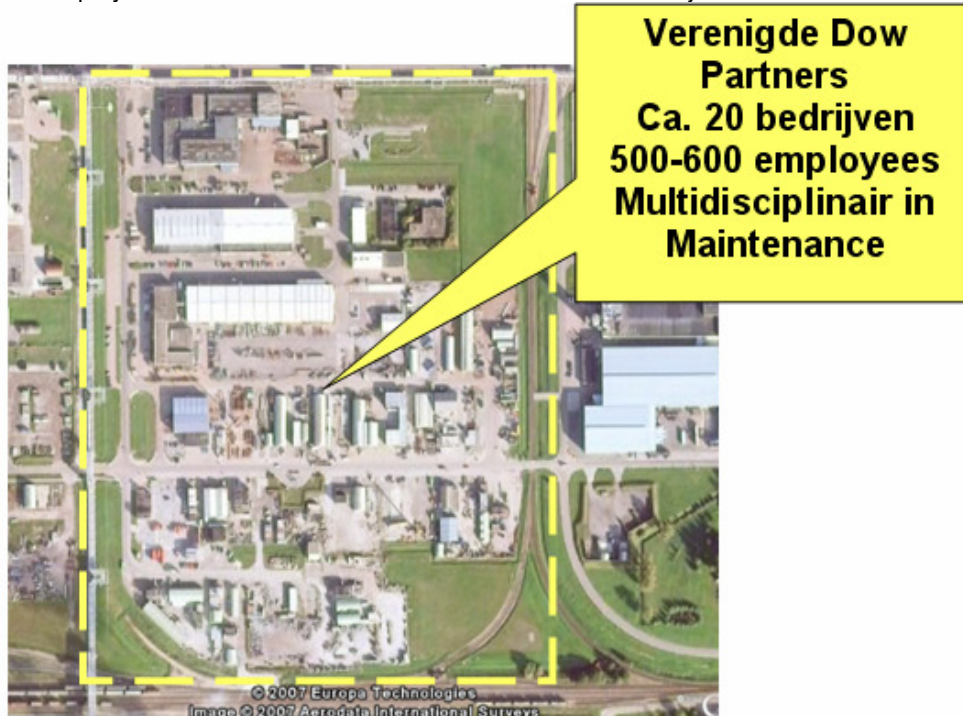 Verenigde Dow
Partners
Ca. 20 bedrijven
500-600 employees
Multidisciplinair in
Maintenance
© 2007 Europa Technologies
Image © 2007 Aerodata International Surveys